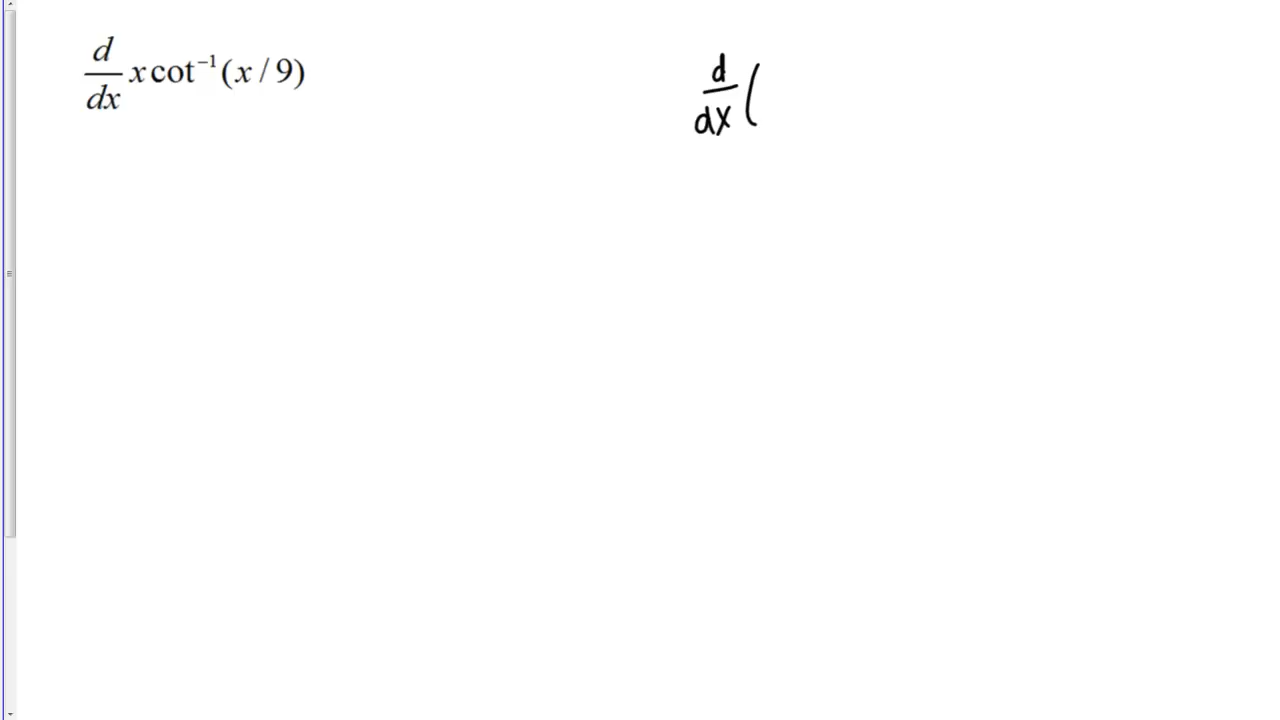 d/dx x cot⁻¹(x / 9)
d/dx (